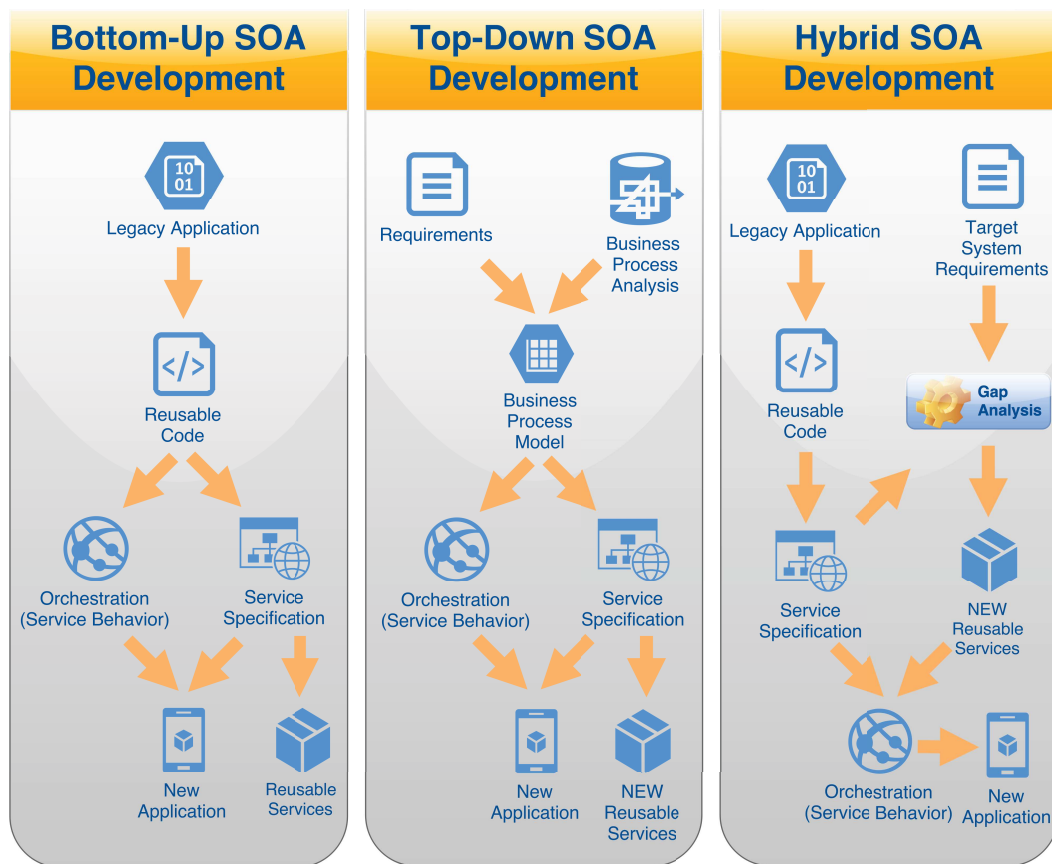 Bottom-Up SOA
Development
10
01
Legacy Application
</>
Reusable
Code
Orchestration
(Service Behavior)
Service
Specification
New
Application
Reusable
Services
Top-Down SOA
Development
Requirements
Business
Process
Analysis
Business
Process
Model
Orchestration
(Service Behavior)
Service
Specification
New
Application
NEW
Reusable
Services
Hybrid SOA
Development
10
01
Legacy Application
Target
System
Requirements
</>
Reusable
Code
Gap
Analysis
Service
Specification
NEW
Reusable
Services
Orchestration
(Service Behavior)
New
Application